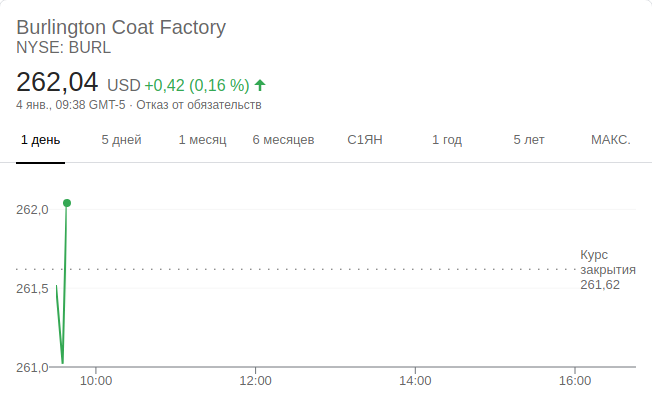 Burlington Coat Factory
NYSE: BURL
262,04 USD +0,42 (0,16 %)
4 янв., 09:38 GMT-5 · Отказ от обязательств
1 день 5 дней 1 месяц 6 месяцев С1ЯН 1 год 5 лет МАКС.
262,0
Курс
закрытия
261,62
261,5
261,0
10:00 12:00 14:00 16:00